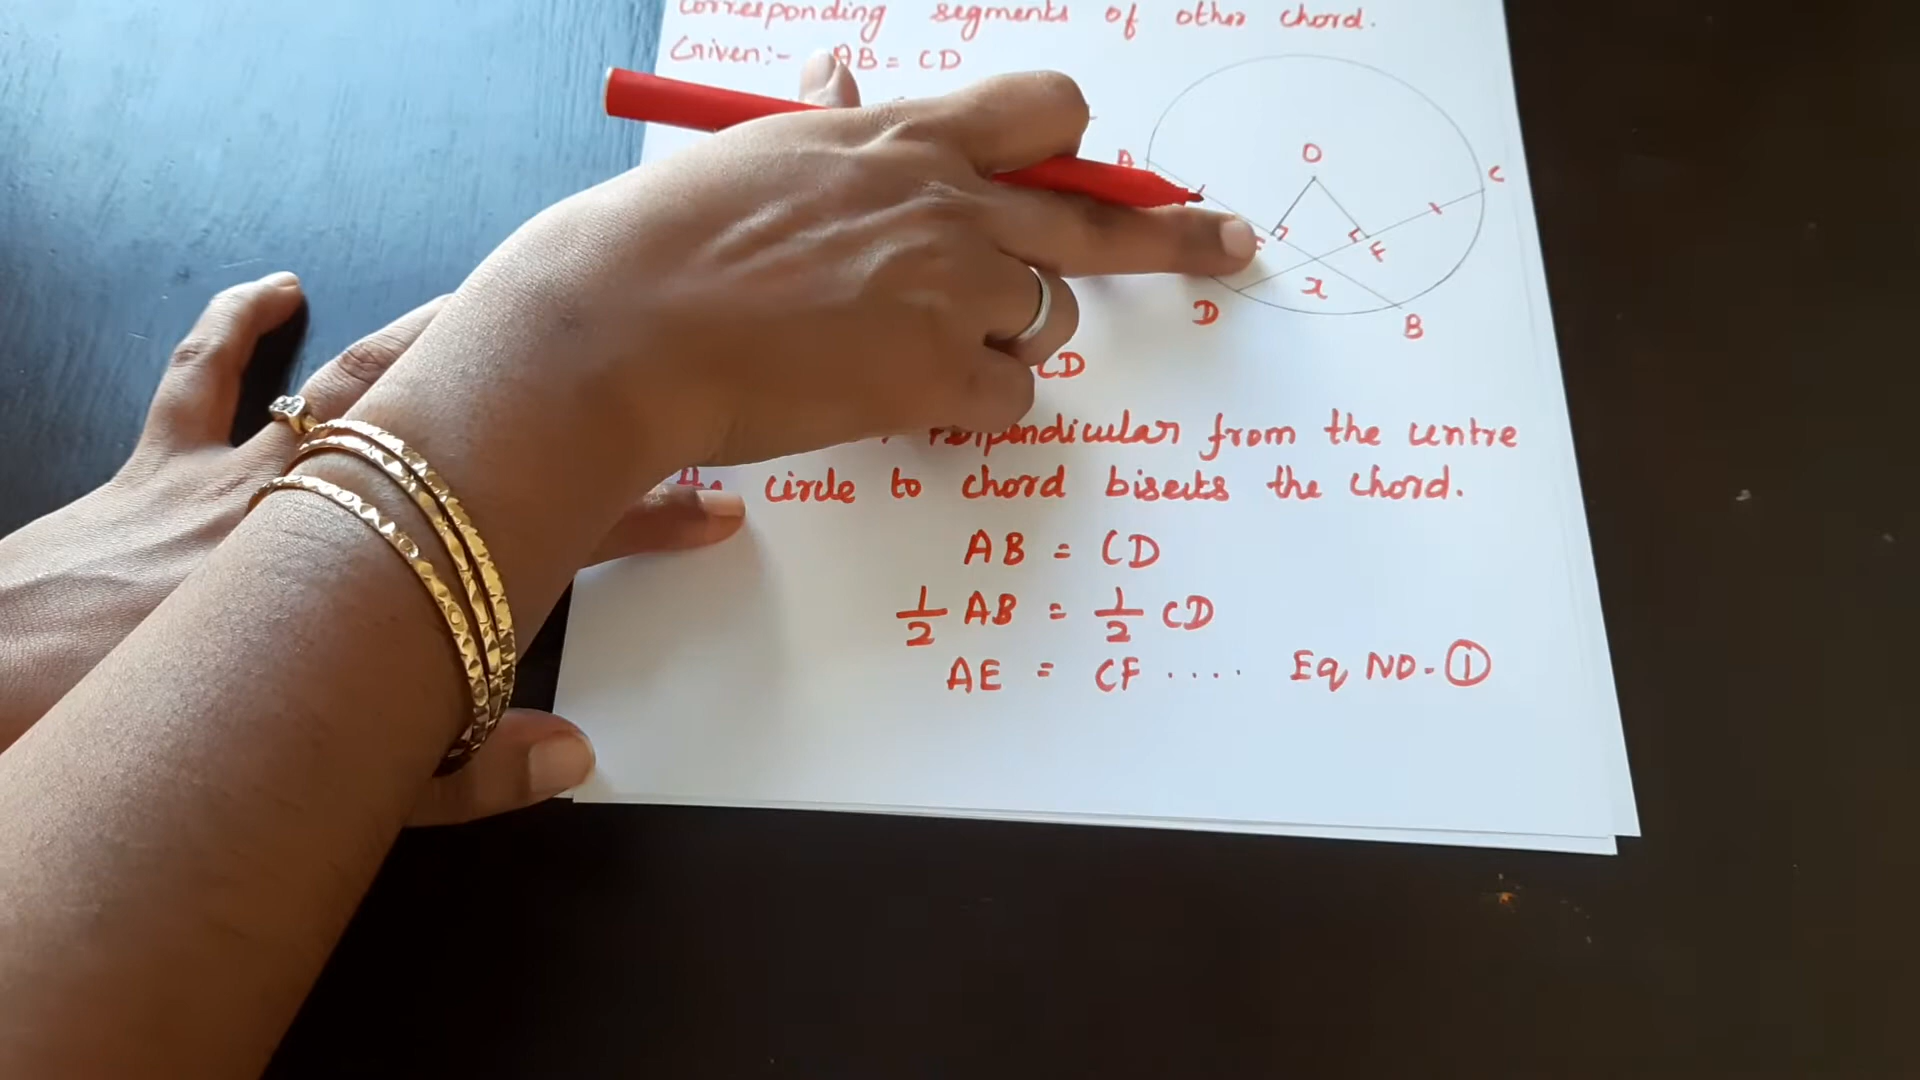 corresponding segments of other chord.
Given:- AB = CD
A
O
C
E
F
x
D
B
CD
perpendicular from the centre
the circle to chord bisects the chord.
AB = CD
1/2 AB = 1/2 CD
AE = CF .... Eq NO-①